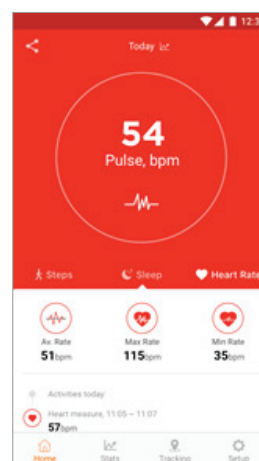 12:3
Today
54
Pulse, bpm
Steps
Sleep
Heart Rate
Av. Rate
Max Rate
Min Rate
51bpm
115bpm
35bpm
Activities today
Heart measure, 11:05 – 11:07
57bpm
Home
Stats
Tracking
Setup